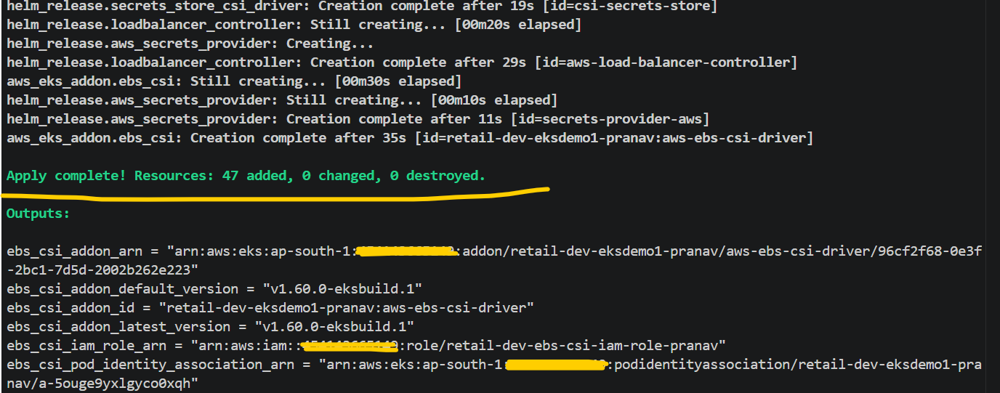 helm_release.secrets_store_csi_driver: Creation complete after 19s [id=csi-secrets-store]
helm_release.loadbalancer_controller: Still creating... [00m20s elapsed]
helm_release.aws_secrets_provider: Creating...
helm_release.loadbalancer_controller: Creation complete after 29s [id=aws-load-balancer-controller]
aws_eks_addon.ebs_csi: Still creating... [00m30s elapsed]
helm_release.aws_secrets_provider: Still creating... [00m10s elapsed]
helm_release.aws_secrets_provider: Creation complete after 11s [id=secrets-provider-aws]
aws_eks_addon.ebs_csi: Creation complete after 35s [id=retail-dev-eksdemo1-pranav:aws-ebs-csi-driver]
Apply complete! Resources: 47 added, 0 changed, 0 destroyed.
Outputs:
ebs_csi_addon_arn = "arn:aws:eks:ap-south-1: :addon/retail-dev-eksdemo1-pranav/aws-ebs-csi-driver/96cf2f68-0e3f
-2bc1-7d5d-2002b262e223"
ebs_csi_addon_default_version = "v1.60.0-eksbuild.1"
ebs_csi_addon_id = "retail-dev-eksdemo1-pranav:aws-ebs-csi-driver"
ebs_csi_addon_latest_version = "v1.60.0-eksbuild.1"
ebs_csi_iam_role_arn = "arn:aws:iam:: :role/retail-dev-ebs-csi-iam-role-pranav"
ebs_csi_pod_identity_association_arn = "arn:aws:eks:ap-south-1: :podidentityassociation/retail-dev-eksdemo1-pra
nav/a-5ouge9yxlgyco0xqh"